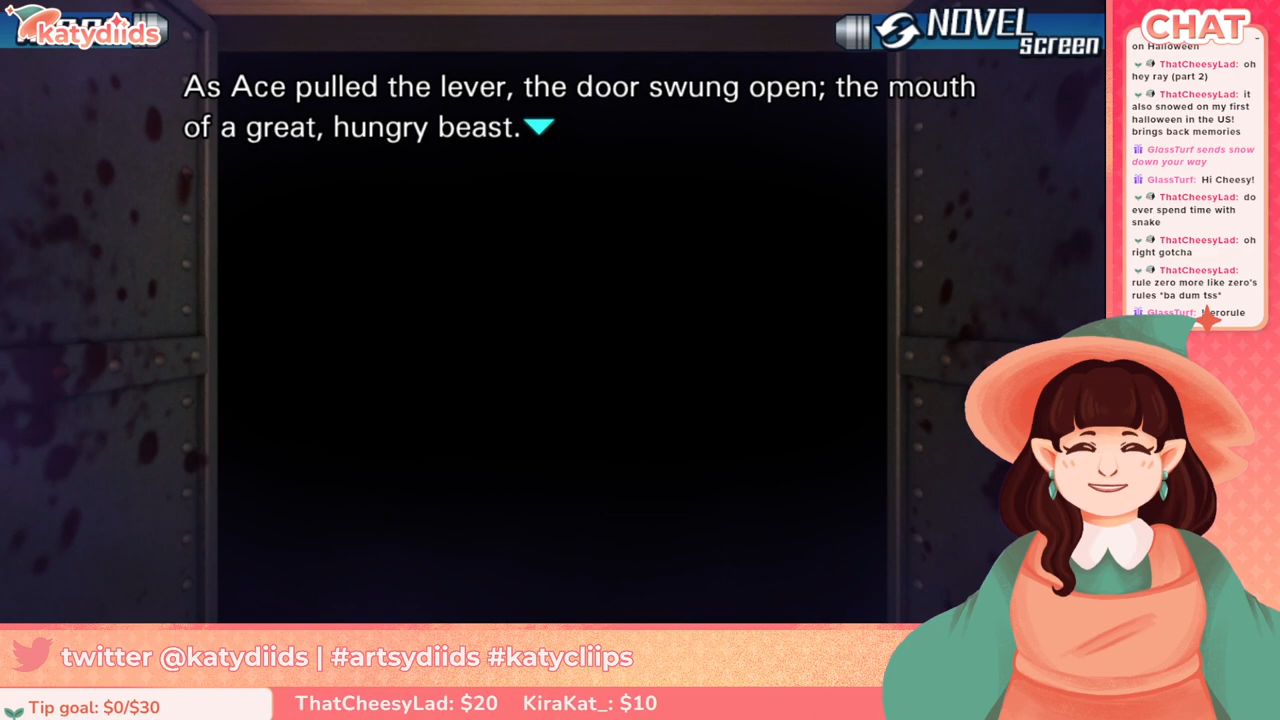 katydiids
NOVEL
Screen
CHAT
As Ace pulled the lever, the door swung open; the mouth
of a great, hungry beast.
on Halloween
ThatCheesyLad: oh
hey ray (part 2)
ThatCheesyLad: it
also snowed on my first
halloween in the US!
brings back memories
GlassTurf sends snow
down your way
GlassTurf: Hi Cheesy!
ThatCheesyLad: do
ever spend time with
snake
ThatCheesyLad: oh
right gotcha
ThatCheesyLad:
rule zero more like zero's
rules *ba dum tss*
GlassTurf:
twitter @katydiids | #artsydiids #katycliips
Tip goal: $0/$30
ThatCheesyLad: $20 KiraKat_: $10